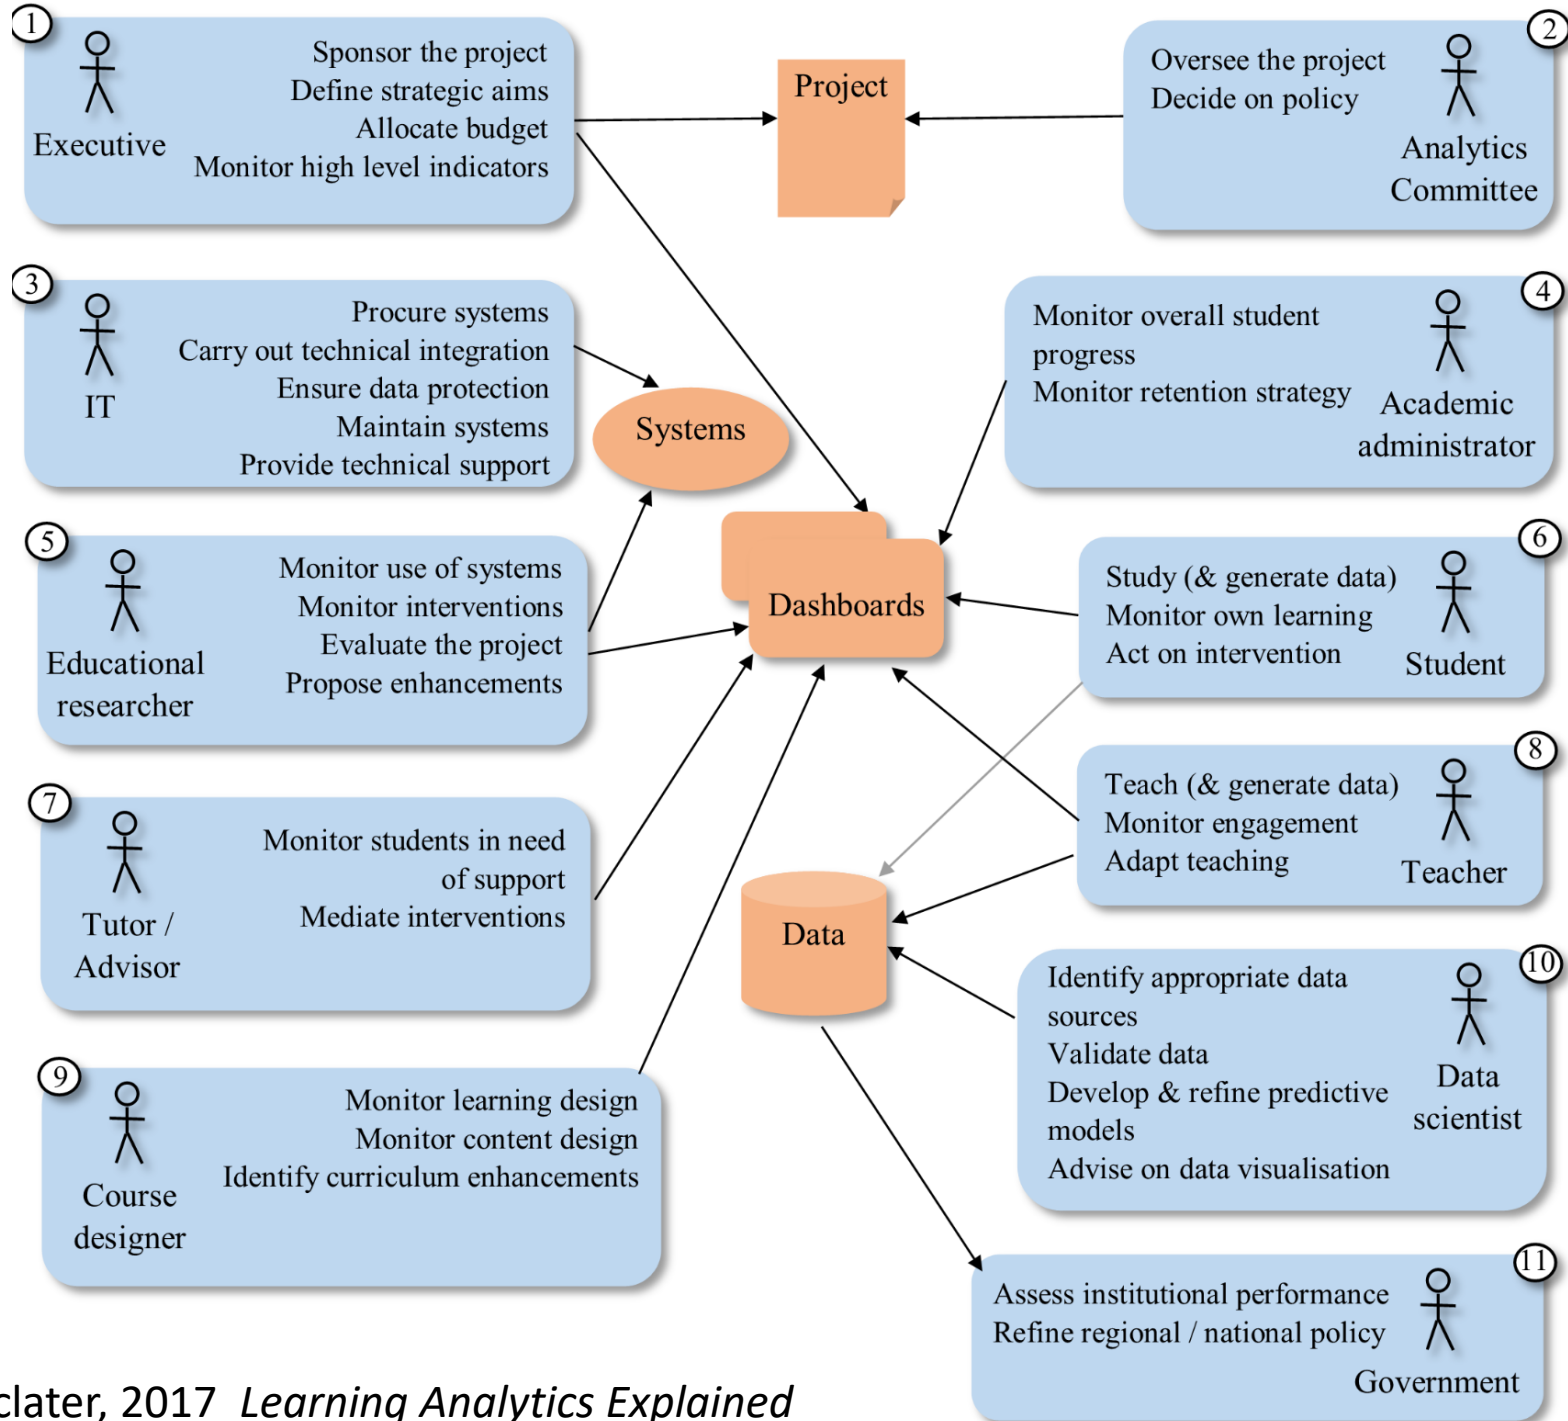 1
Sponsor the project
Define strategic aims
Allocate budget
Monitor high level indicators
Executive
Project
2
Oversee the project
Decide on policy
Analytics
Committee
3
Procure systems
Carry out technical integration
Ensure data protection
Maintain systems
Provide technical support
IT
Systems
4
Monitor overall student
progress
Monitor retention strategy
Academic
administrator
5
Monitor use of systems
Monitor interventions
Evaluate the project
Propose enhancements
Educational
researcher
Dashboards
6
Study (& generate data)
Monitor own learning
Act on intervention
Student
7
Monitor students in need
of support
Mediate interventions
Tutor /
Advisor
8
Teach (& generate data)
Monitor engagement
Adapt teaching
Teacher
Data
9
Monitor learning design
Monitor content design
Identify curriculum enhancements
Course
designer
10
Identify appropriate data
sources
Validate data
Develop & refine predictive
models
Advise on data visualisation
Data
scientist
11
Assess institutional performance
Refine regional / national policy
Government
clater, 2017 Learning Analytics Explained